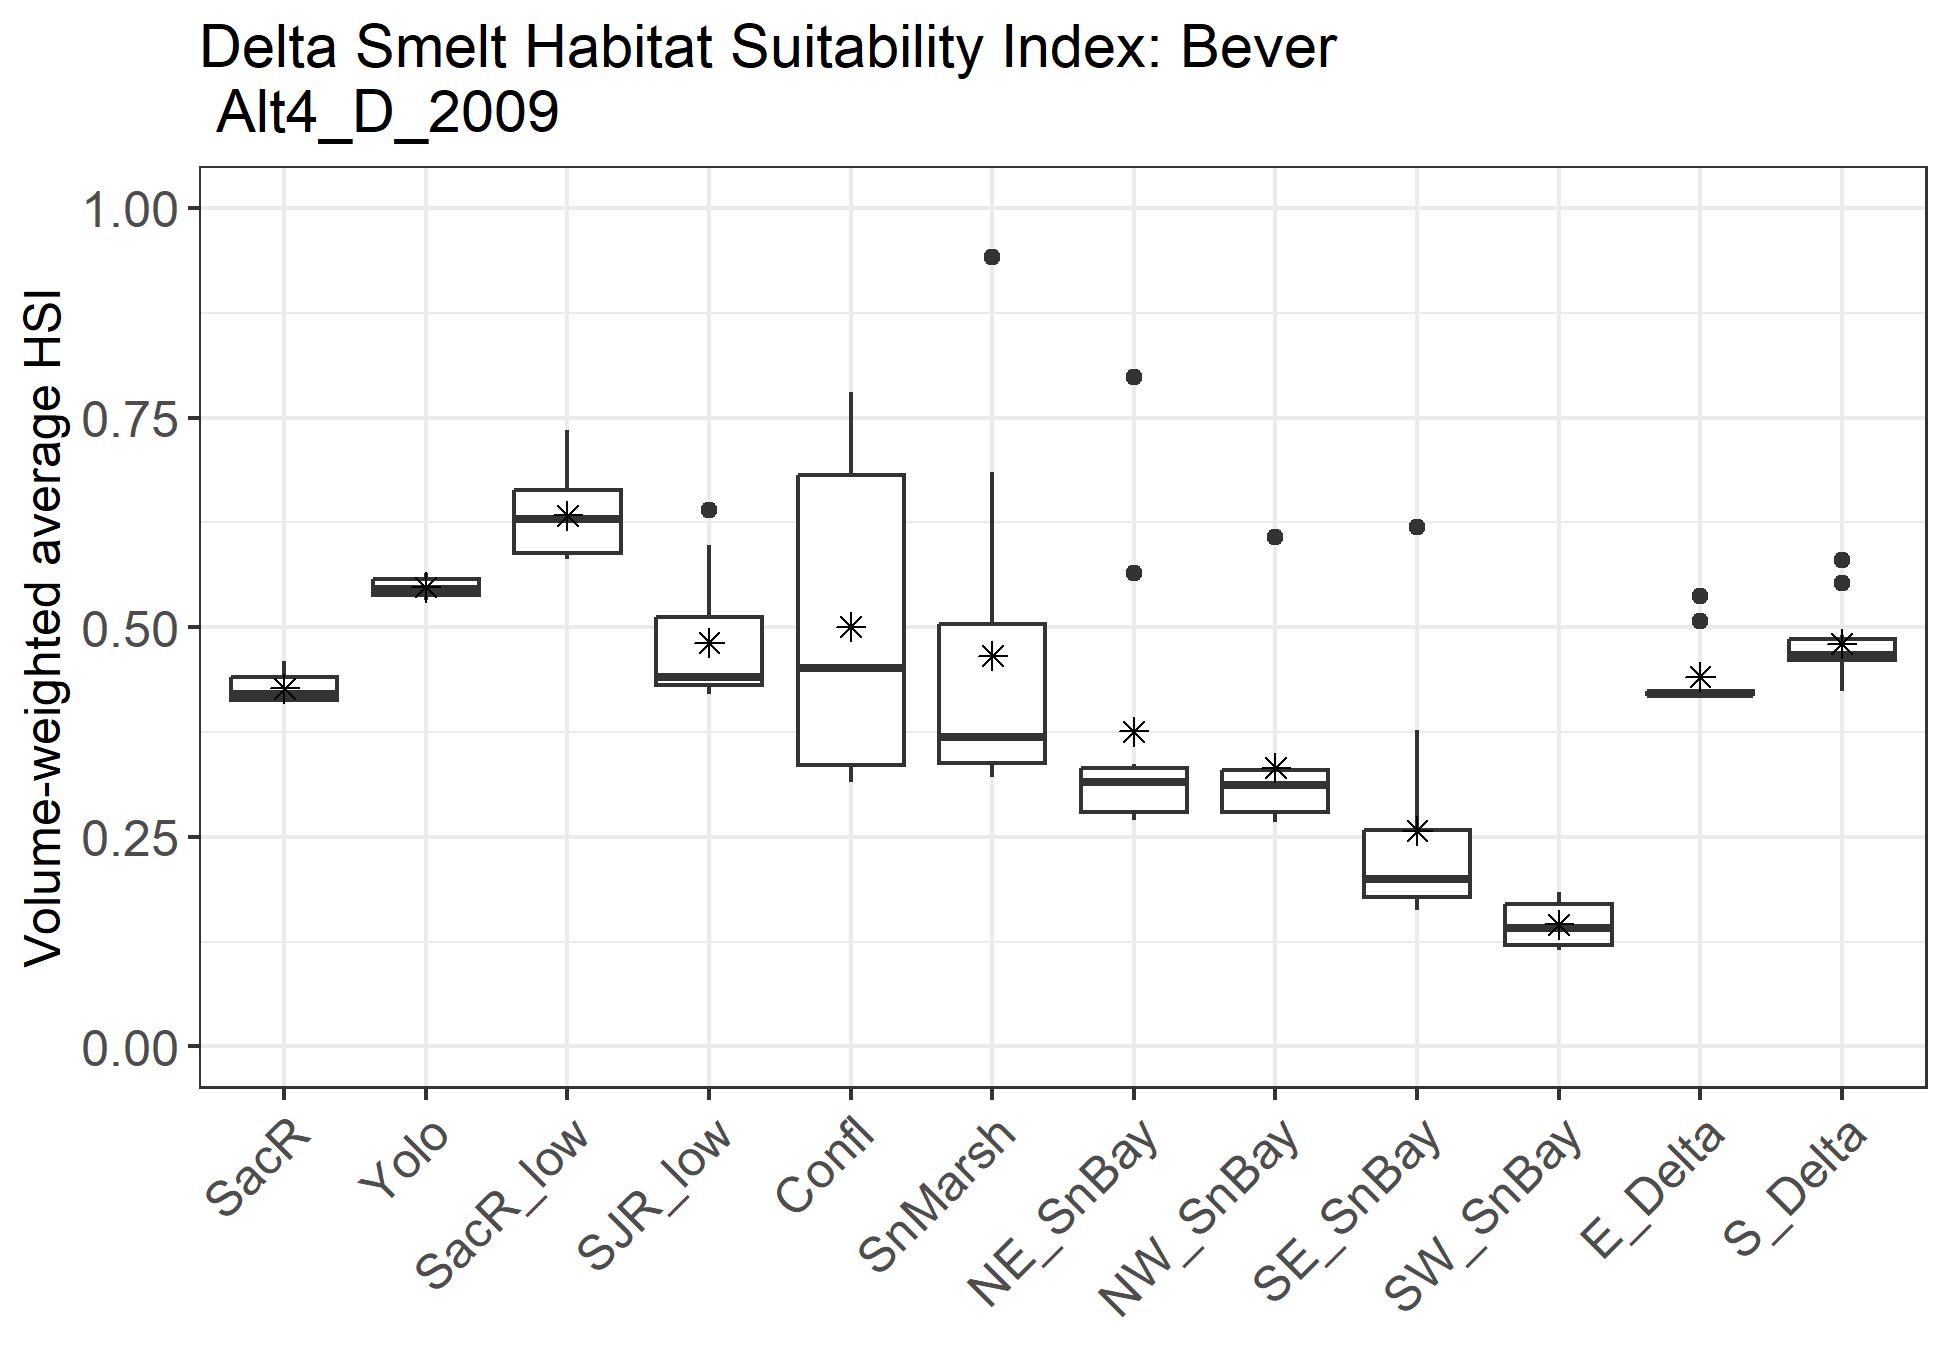 Delta Smelt Habitat Suitability Index: Bever
Alt4_D_2009
Volume-weighted average HSI
1.00
0.75
0.50
0.25
0.00
SacR
Yolo
SacR_low
SJR_low
Confl
SnMarsh
NE_SnBay
NW_SnBay
SE_SnBay
SW_SnBay
E_Delta
S_Delta